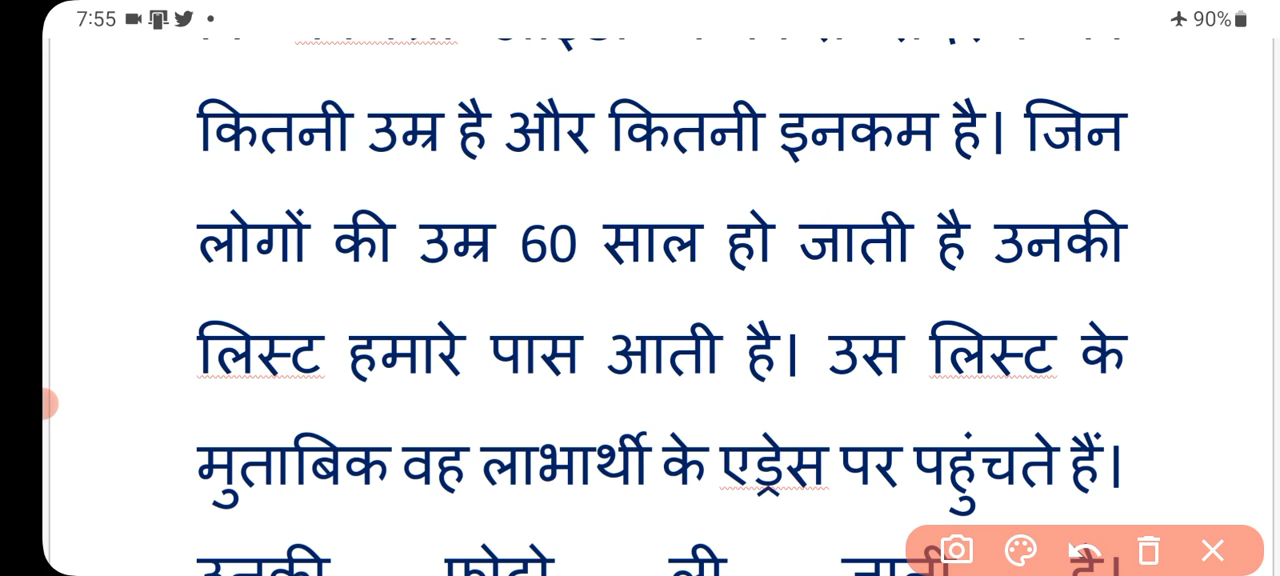 7:55
90%
कितनी उम्र है और कितनी इनकम है। जिन
लोगों की उम्र 60 साल हो जाती है उनकी
लिस्ट हमारे पास आती है। उस लिस्ट के
मुताबिक वह लाभार्थी के एड्रेस पर पहुंचते हैं।
उनकी फोटो ली जाती है।